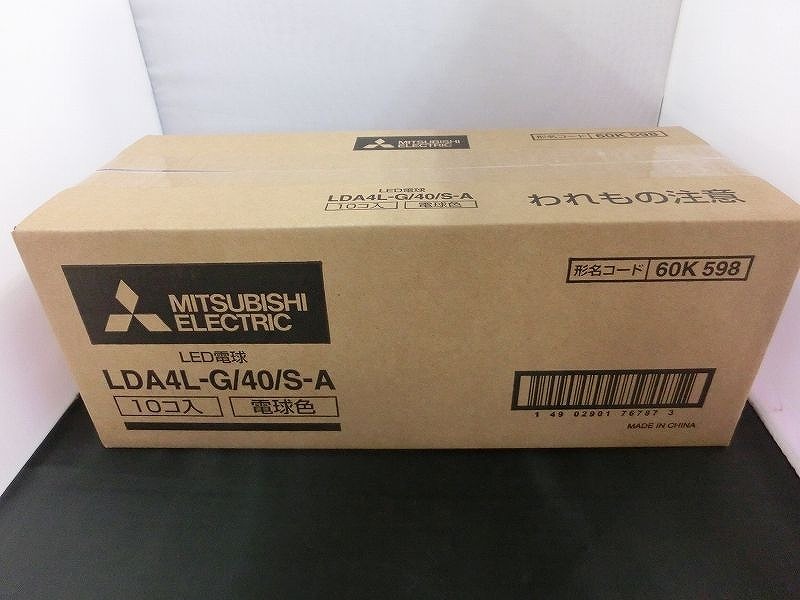 MITSUBISHI
ELECTRIC
形名コード 60K 598
LED電球
LDA4L-G/40/S-A
10コ入 電球色
われもの注意
MITSUBISHI
ELECTRIC
形名コード 60K 598
LED電球
LDA4L-G/40/S-A
10コ入 電球色
1 49 02901 76787 3
MADE IN CHINA